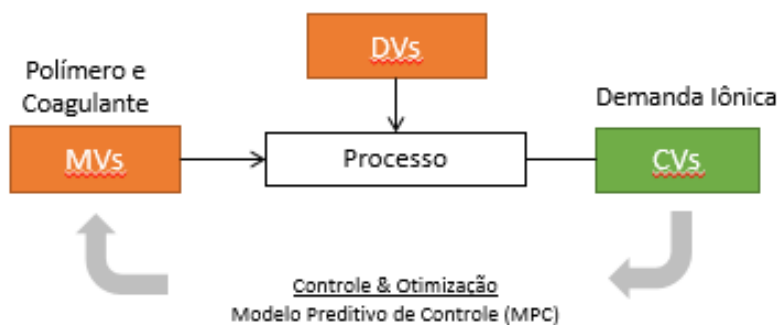 DVs
Polímero e
Coagulante
Demanda Iônica
MVs
Processo
CVs
Controle & Otimização
Modelo Preditivo de Controle (MPC)